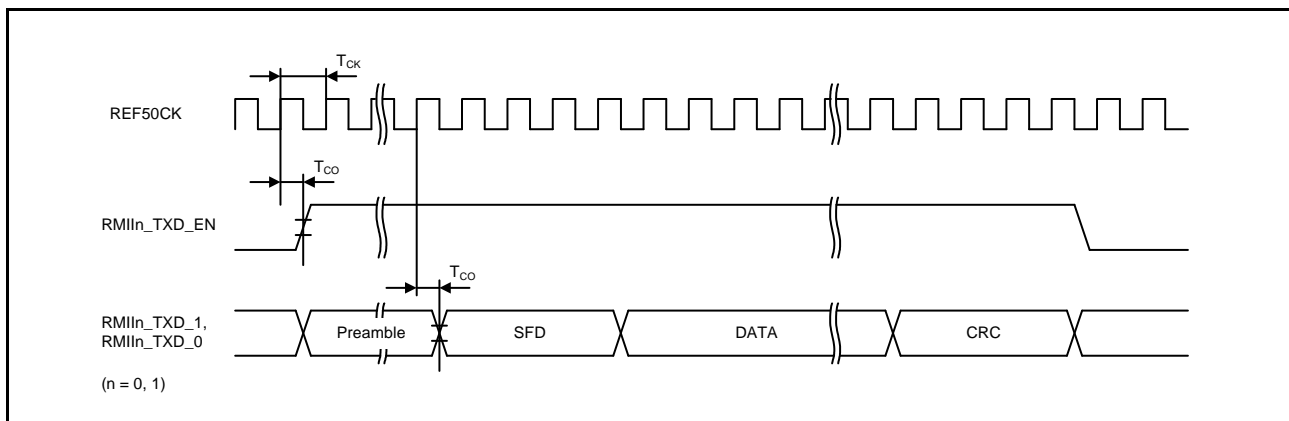 TCK
REF50CK
TCO
RMIIn_TXD_EN
TCO
RMIIn_TXD_1,
RMIIn_TXD_0
Preamble
SFD
DATA
CRC
(n = 0, 1)